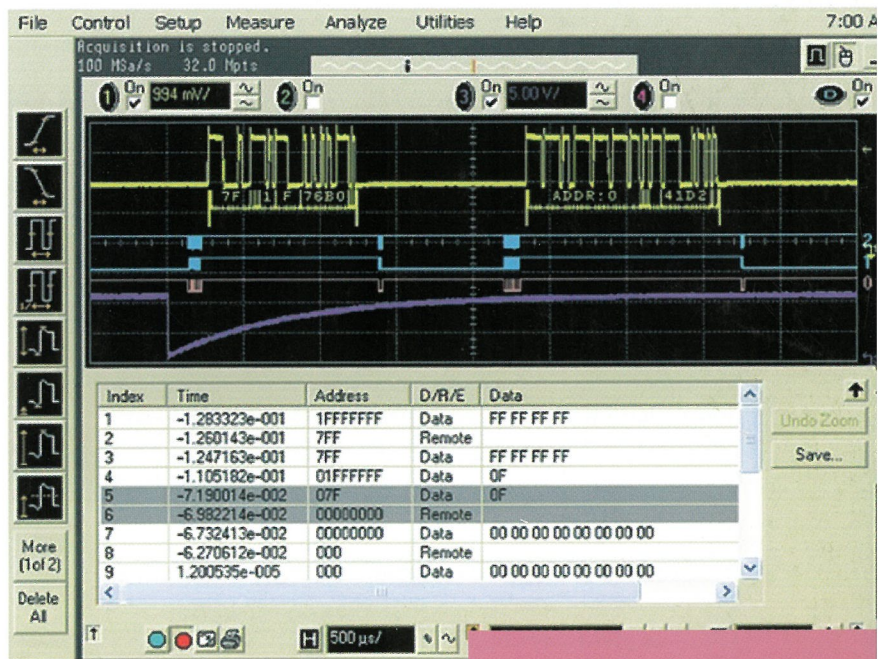 File Control Setup Measure Analyze Utilities Help 7:00 A
Acquisition is stopped.
100 MSa/s 32.0 Mpts
1 On 994 mV/ 2 On 3 On 5.00 V/ 4 On On
7F 1 F 76B0 ADDR:0 41D2
2
1
0
Index Time Address D/R/E Data
1 -1.283323e-001 1FFFFFFF Data FF FF FF FF
2 -1.260143e-001 7FF Remote
3 -1.247163e-001 7FF Data FF FF FF FF
4 -1.105182e-001 01FFFFFF Data 0F
5 -7.190014e-002 07F Data 0F
6 -6.982214e-002 00000000 Remote
7 -6.732413e-002 00000000 Data 00 00 00 00 00 00 00 00
8 -6.270612e-002 000 Remote
9 1.200535e-005 000 Data 00 00 00 00 00 00 00 00
Undo Zoom
Save...
More
(1of 2)
Delete
All
H 500 µs/